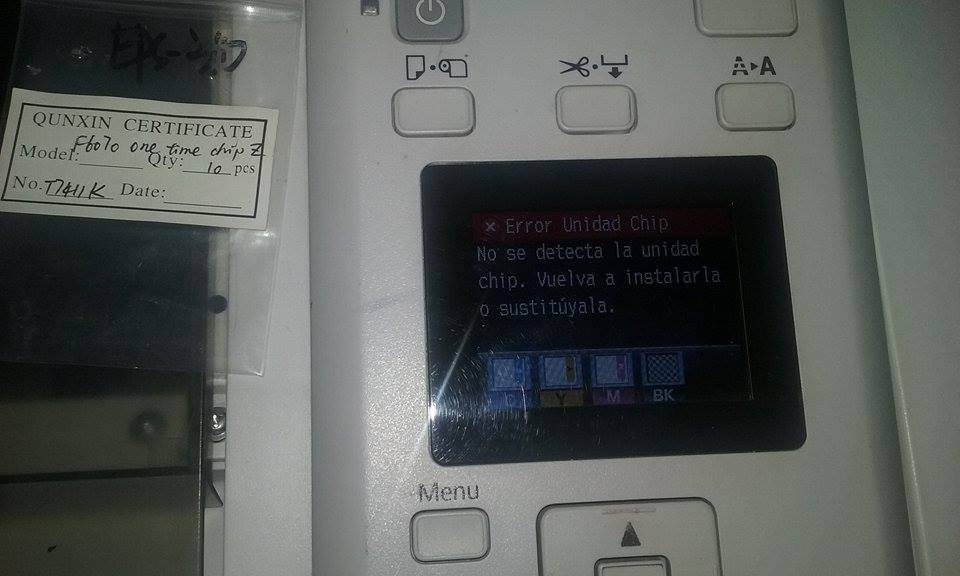 QUNXIN CERTIFICATE
F6070 one time chip Z
Model: Qty: 10 pcs
No. T7411K Date:
A▸A
× Error Unidad Chip
No se detecta la unidad
chip. Vuelva a instalarla
o sustitúyala.
C Y M BK
Menu